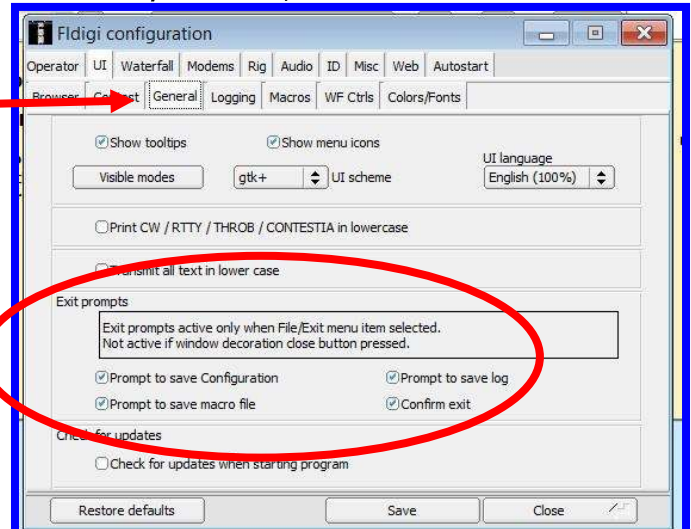 Fldigi configuration
Operator UI Waterfall Modems Rig Audio ID Misc Web Autostart
Browser Contest General Logging Macros WF Ctrls Colors/Fonts
Show tooltips Show menu icons
UI language
Visible modes gtk+ UI scheme English (100%)
Print CW / RTTY / THROB / CONTESTIA in lowercase
Transmit all text in lower case
Exit prompts
Exit prompts active only when File/Exit menu item selected.
Not active if window decoration close button pressed.
Prompt to save Configuration Prompt to save log
Prompt to save macro file Confirm exit
Check for updates
Check for updates when starting program
Restore defaults Save Close